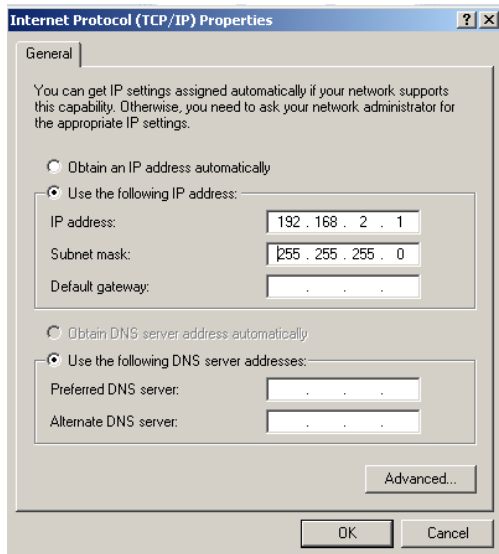 Internet Protocol (TCP/IP) Properties
General
You can get IP settings assigned automatically if your network supports
this capability. Otherwise, you need to ask your network administrator for
the appropriate IP settings.
Obtain an IP address automatically
Use the following IP address:
IP address: 192 . 168 . 2 . 1
Subnet mask: 255 . 255 . 255 . 0
Default gateway: . . .
Obtain DNS server address automatically
Use the following DNS server addresses:
Preferred DNS server: . . .
Alternate DNS server: . . .
Advanced...
OK Cancel